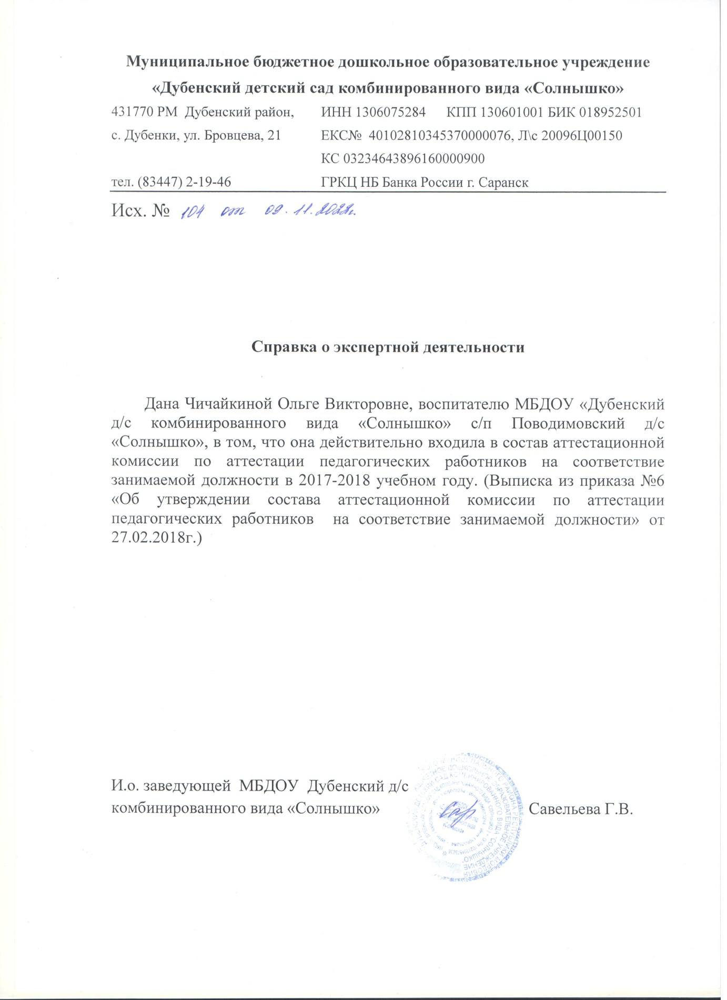 Муниципальное бюджетное дошкольное образовательное учреждение
«Дубенский детский сад комбинированного вида «Солнышко»
431770 РМ Дубенский район, ИНН 1306075284 КПП 130601001 БИК 018952501
с. Дубенки, ул. Бровцева, 21 ЕКС№ 40102810345370000076, Л\с 20096Ц00150
КС 03234643896160000900
тел. (83447) 2-19-46 ГРКЦ НБ Банка России г. Саранск
Исх. № 104 от 09.11.2022г.
Справка о экспертной деятельности
Дана Чичайкиной Ольге Викторовне, воспитателю МБДОУ «Дубенский
д/с комбинированного вида «Солнышко» с/п Поводимовский д/с
«Солнышко», в том, что она действительно входила в состав аттестационной
комиссии по аттестации педагогических работников на соответствие
занимаемой должности в 2017-2018 учебном году. (Выписка из приказа №6
«Об утверждении состава аттестационной комиссии по аттестации
педагогических работников на соответствие занимаемой должности» от
27.02.2018г.)
И.о. заведующей МБДОУ Дубенский д/с
комбинированного вида «Солнышко» Савельева Г.В.